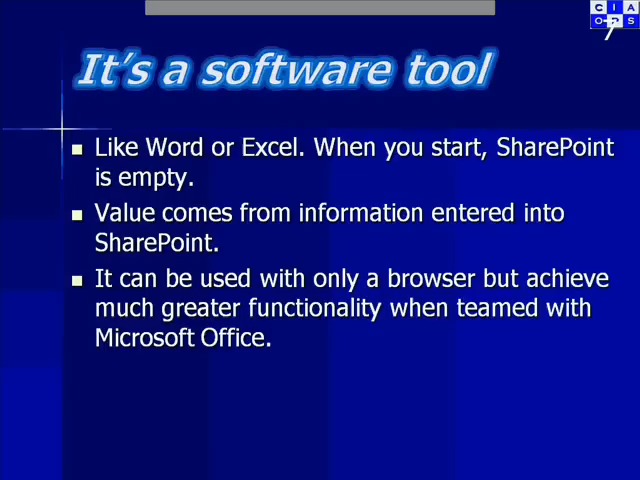 CIA
OPS
7
It's a software tool
Like Word or Excel. When you start, SharePoint
is empty.
Value comes from information entered into
SharePoint.
It can be used with only a browser but achieve
much greater functionality when teamed with
Microsoft Office.